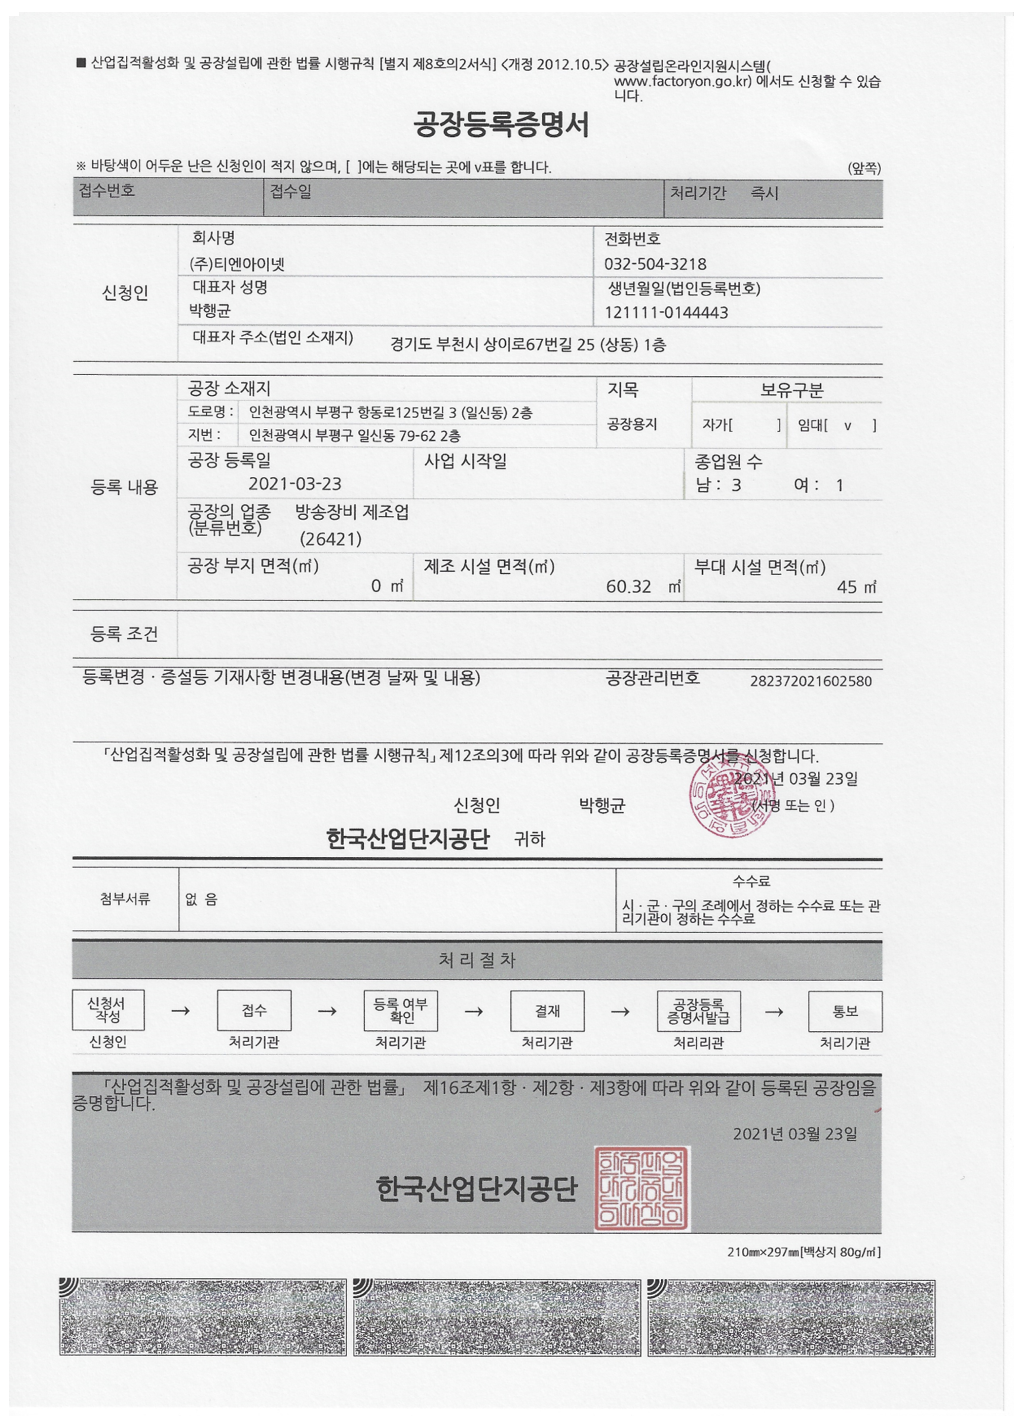 ■ 산업집적활성화 및 공장설립에 관한 법률 시행규칙 [별지 제8호의2서식] <개정 2012.10.5> 공장설립온라인지원시스템(
www.factoryon.go.kr) 에서도 신청할 수 있습
니다.
공장등록증명서
※ 바탕색이 어두운 난은 신청인이 적지 않으며, [ ]에는 해당되는 곳에 v표를 합니다. (앞쪽)
접수번호 접수일 처리기간 즉시
신청인
회사명 전화번호
(주)티엔아이넷 032-504-3218
대표자 성명 생년월일(법인등록번호)
박행균 121111-0144443
대표자 주소(법인 소재지) 경기도 부천시 상이로67번길 25 (상동) 1층
등록 내용
공장 소재지 지목 보유구분
도로명 : 인천광역시 부평구 항동로125번길 3 (일신동) 2층
지번 : 인천광역시 부평구 일신동 79-62 2층
공장용지 자가[ ] 임대[ v ]
공장 등록일 사업 시작일 종업원 수
2021-03-23 남 : 3 여 : 1
공장의 업종 방송장비 제조업
(분류번호) (26421)
공장 부지 면적(㎡) 제조 시설 면적(㎡) 부대 시설 면적(㎡)
0 ㎡ 60.32 ㎡ 45 ㎡
등록 조건
등록변경 · 증설등 기재사항 변경내용(변경 날짜 및 내용) 공장관리번호 282372021602580
「산업집적활성화 및 공장설립에 관한 법률 시행규칙」 제12조의3에 따라 위와 같이 공장등록증명서를 신청합니다.
2021년 03월 23일
신청인 박행균 (서명 또는 인 )
한국산업단지공단 귀하
첨부서류 없 음
수수료
시 · 군 · 구의 조례에서 정하는 수수료 또는 관
리기관이 정하는 수수료
처 리 절 차
신청서
작성
→ 접수 → 등록 여부
확인
→ 결재 → 공장등록
증명서발급
→ 통보
신청인 처리기관 처리기관 처리기관 처리리관 처리기관
「산업집적활성화 및 공장설립에 관한 법률」 제16조제1항 · 제2항 · 제3항에 따라 위와 같이 등록된 공장임을
증명합니다.
2021년 03월 23일
한국산업단지공단
210㎜×297㎜[백상지 80g/㎡]